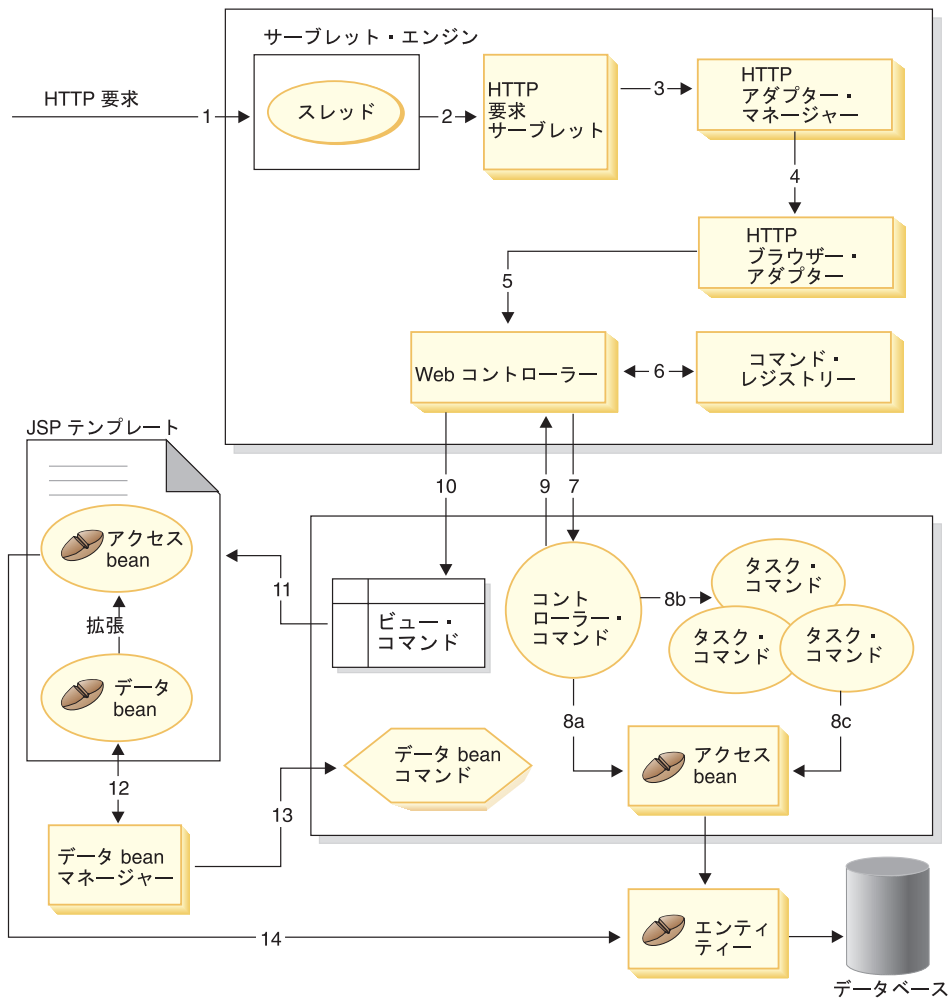 サーブレット・エンジン
HTTP 要求
1
スレッド
2
HTTP
要求
サーブレット
3
HTTP
アダプター・
マネージャー
4
HTTP
ブラウザー・
アダプター
5
Web コントローラー
6
コマンド・
レジストリー
JSP テンプレート
10
9
7
アクセス
bean
拡張
データ
bean
11
ビュー・
コマンド
コント
ローラー・
コマンド
8b
タスク・
コマンド
タスク・
コマンド
タスク・
コマンド
8a
8c
データ bean
コマンド
アクセス
bean
12
13
データ bean
マネージャー
14
エンティ
ティー
データベース